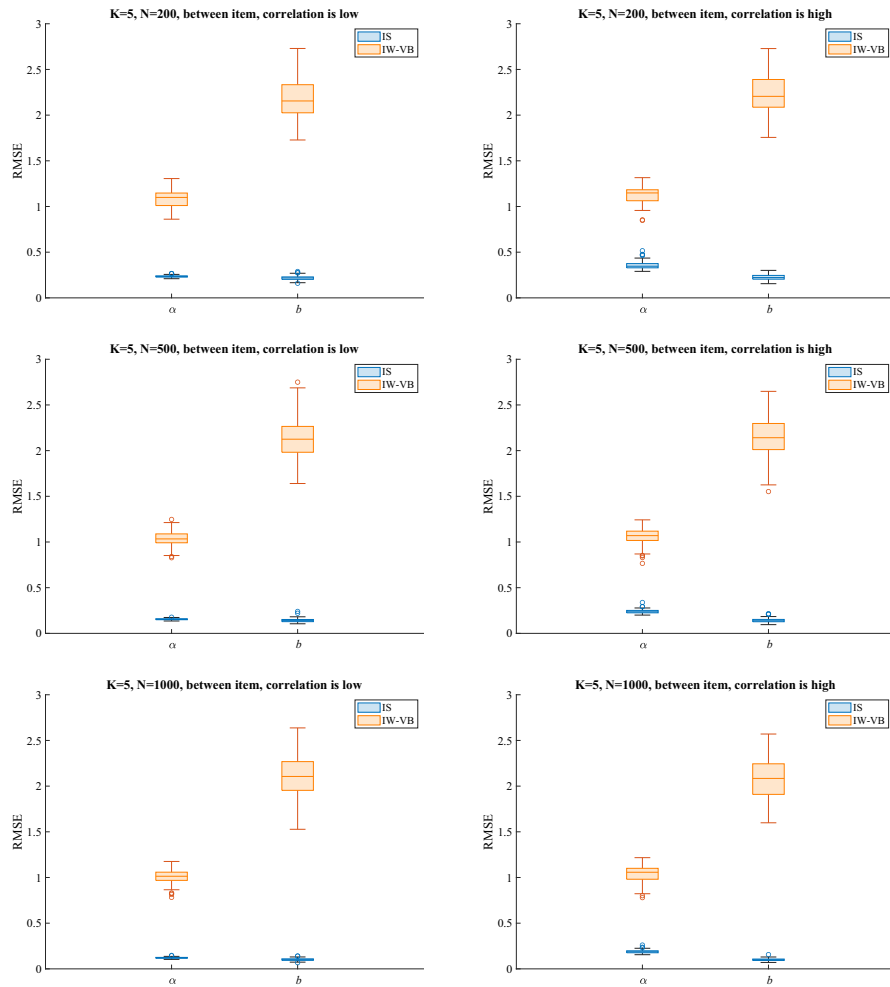 K=5, N=200, between item, correlation is low
3
2.5
2
1.5
1
0.5
0
RMSE
α
b
IS
IW-VB
K=5, N=200, between item, correlation is high
3
2.5
2
1.5
1
0.5
0
RMSE
α
b
IS
IW-VB
K=5, N=500, between item, correlation is low
3
2.5
2
1.5
1
0.5
0
RMSE
α
b
IS
IW-VB
K=5, N=500, between item, correlation is high
3
2.5
2
1.5
1
0.5
0
RMSE
α
b
IS
IW-VB
K=5, N=1000, between item, correlation is low
3
2.5
2
1.5
1
0.5
0
RMSE
α
b
IS
IW-VB
K=5, N=1000, between item, correlation is high
3
2.5
2
1.5
1
0.5
0
RMSE
α
b
IS
IW-VB